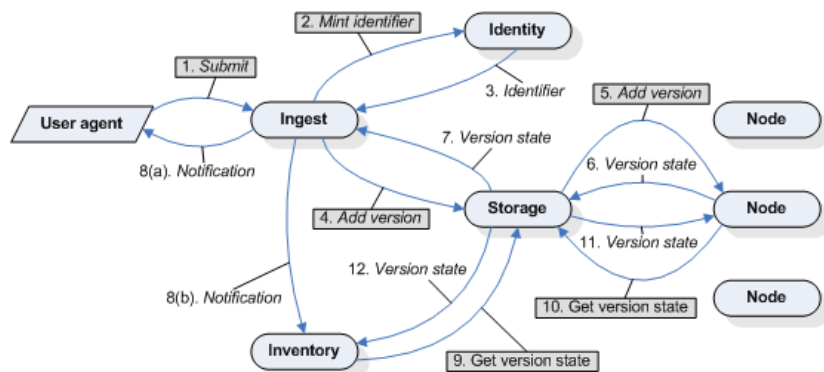 2. Mint identifier
Identity
1. Submit
3. Identifier
5. Add version
User agent
Ingest
Node
7. Version state
6. Version state
8(a). Notification
4. Add version
Storage
Node
11. Version state
12. Version state
8(b). Notification
10. Get version state
Node
Inventory
9. Get version state